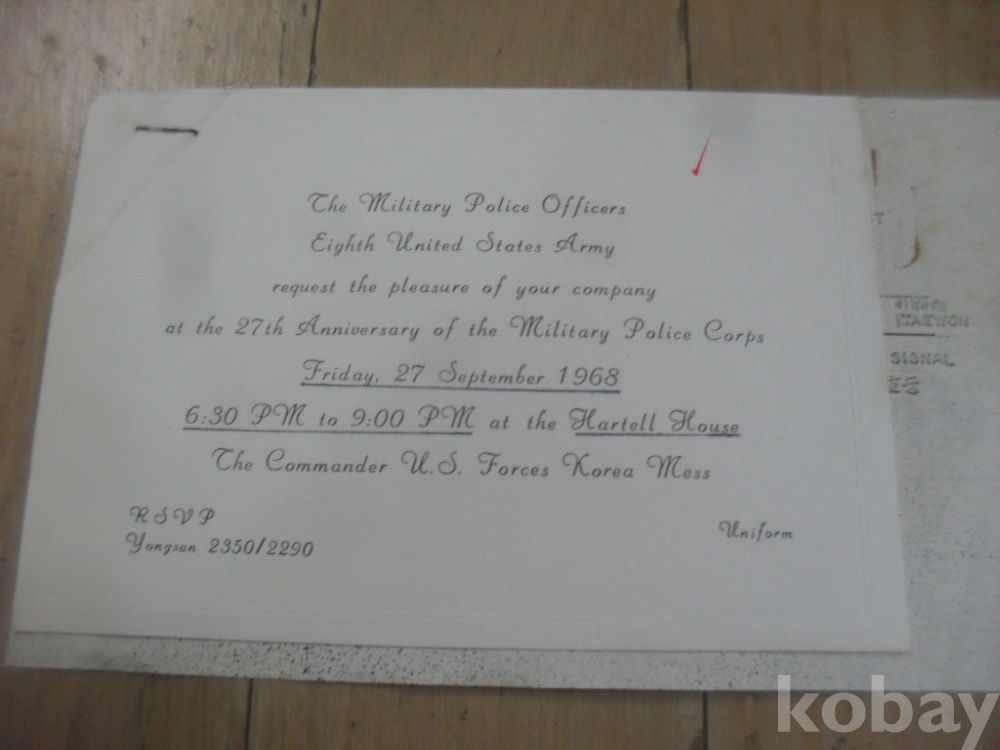 The Military Police Officers
Eighth United States Army
request the pleasure of your company
at the 27th Anniversary of the Military Police Corps
Friday, 27 September 1968
6:30 PM to 9:00 PM at the Hartell House
The Commander U.S. Forces Korea Mess
RSVP
Yongsan 2350/2290
Uniform
ITAEWON
SIGNAL
kobay